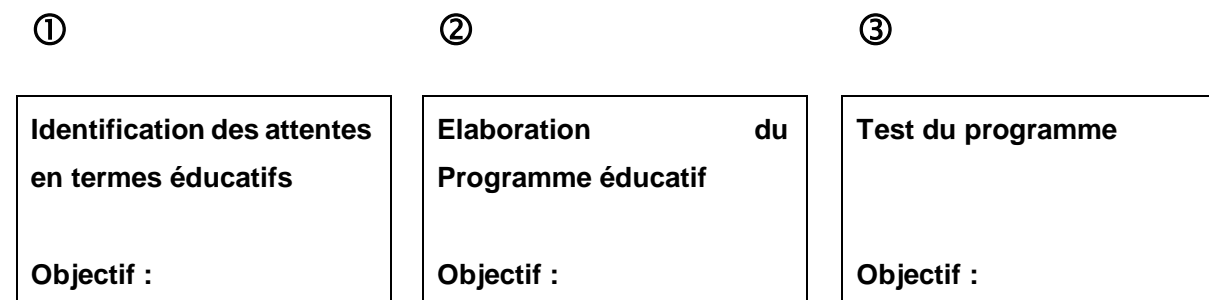 ① ② ③
Identification des attentes
en termes éducatifs
Objectif :
Elaboration du
Programme éducatif
Objectif :
Test du programme
Objectif :